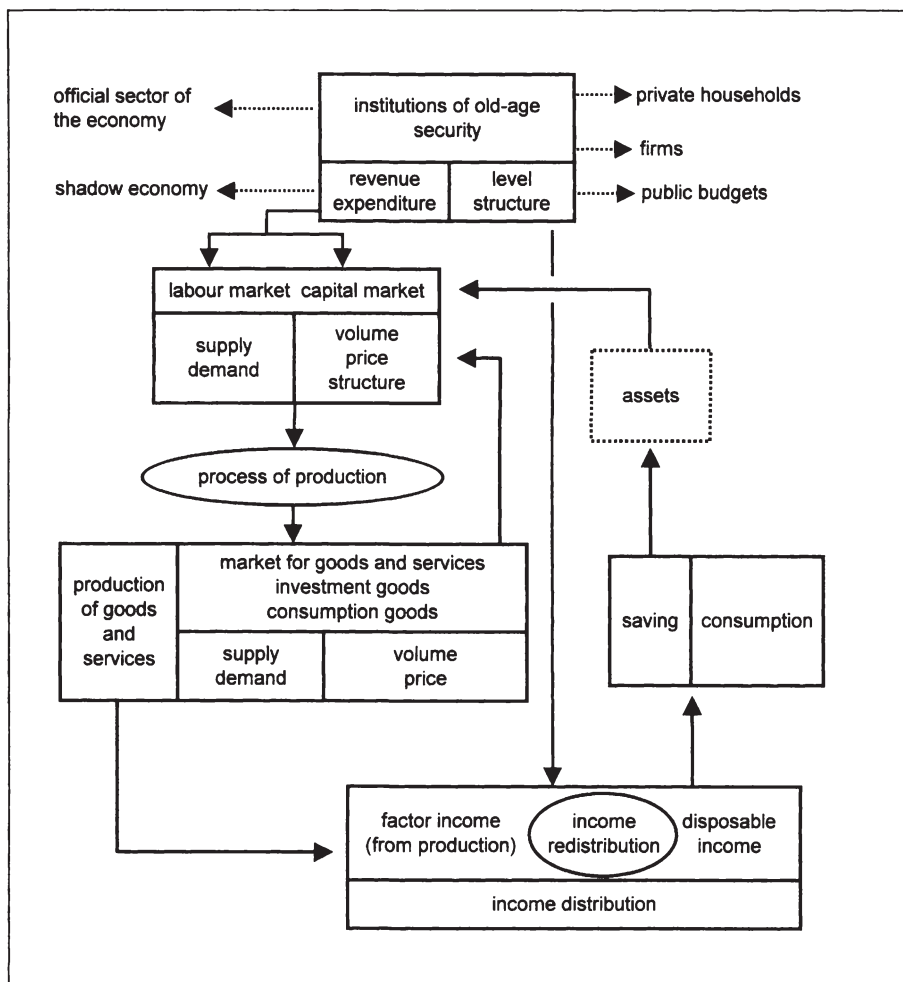 official sector of
the economy
shadow economy
institutions of old-age
security
revenue
expenditure
level
structure
private households
firms
public budgets
labour market capital market
supply
demand
volume
price
structure
assets
process of production
production
of goods
and
services
market for goods and services
investment goods
consumption goods
supply
demand
volume
price
saving
consumption
factor income
(from production)
income
redistribution
disposable
income
income distribution